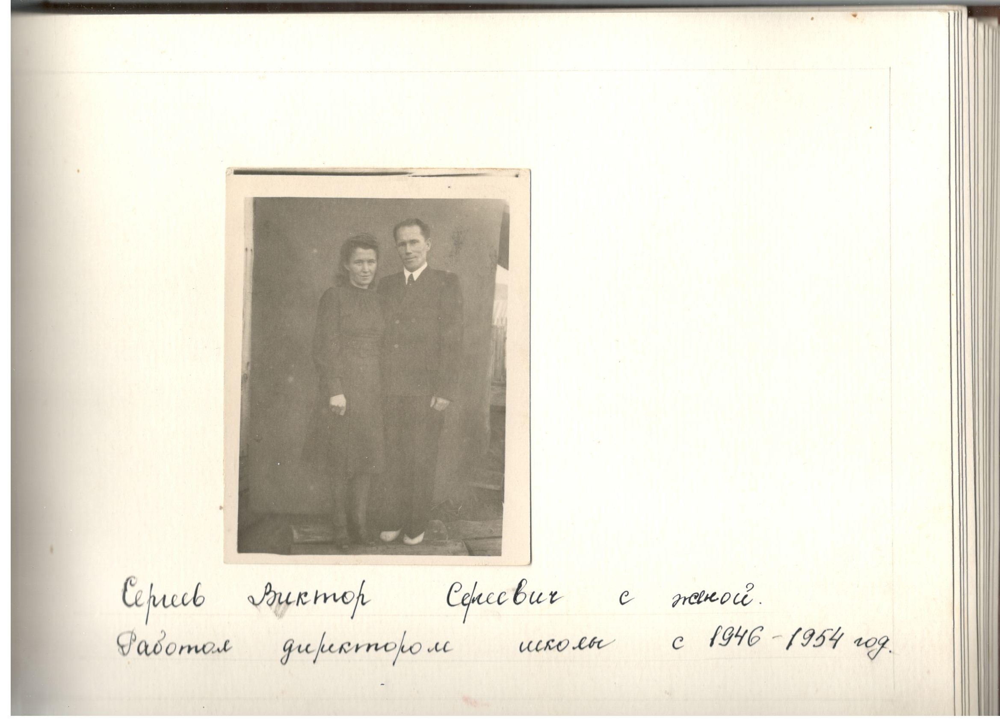 Сергеев Виктор Сергеевич с женой.
Работал директором школы с 1946-1954 год.